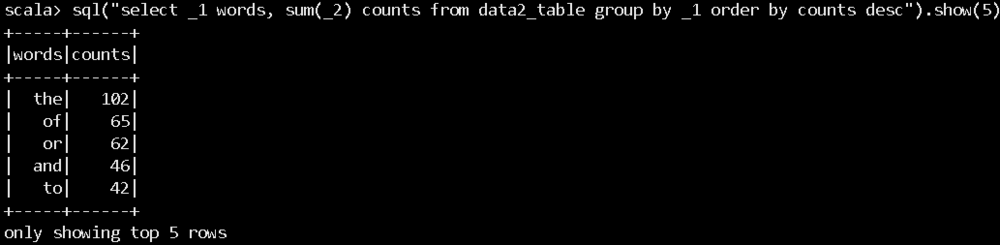 scala> sql("select _1 words, sum(_2) counts from data2_table group by _1 order by counts desc").show(5)
+-----+------+
|words|counts|
+-----+------+
|  the|   102|
|   of|    65|
|   or|    62|
|  and|    46|
|   to|    42|
+-----+------+
only showing top 5 rows